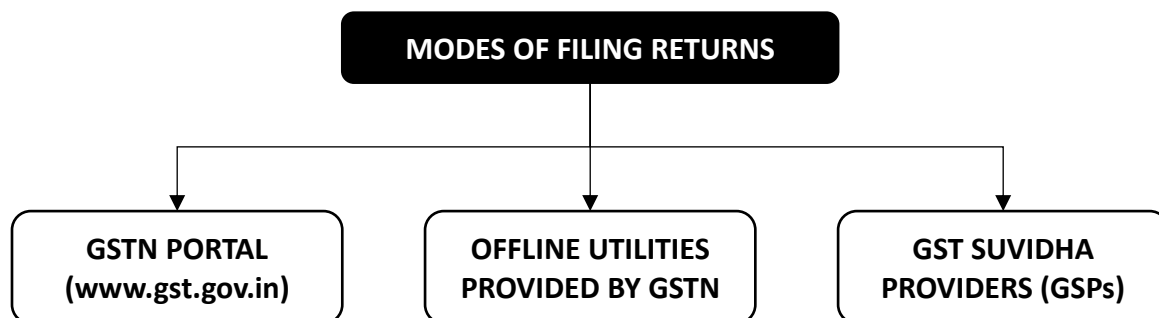 MODES OF FILING RETURNS
GSTN PORTAL
(www.gst.gov.in)
OFFLINE UTILITIES
PROVIDED BY GSTN
GST SUVIDHA
PROVIDERS (GSPs)